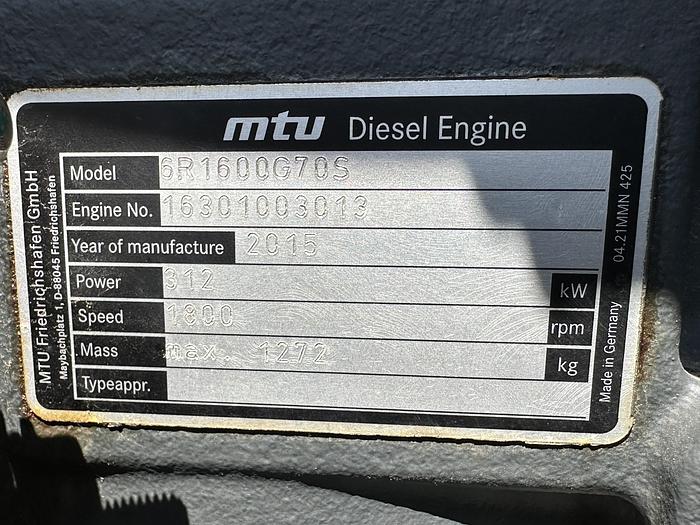 mtu Diesel Engine
Model 6R1600G70S
Engine No. 16301003013
Year of manufacture 2015
Power 312 kW
Speed 1800 rpm
Mass max. 1272 kg
Typeappr.
MTU Friedrichshafen GmbH
Maybachplatz 1, D-88045 Friedrichshafen
Made in Germany 04.21MMN 425